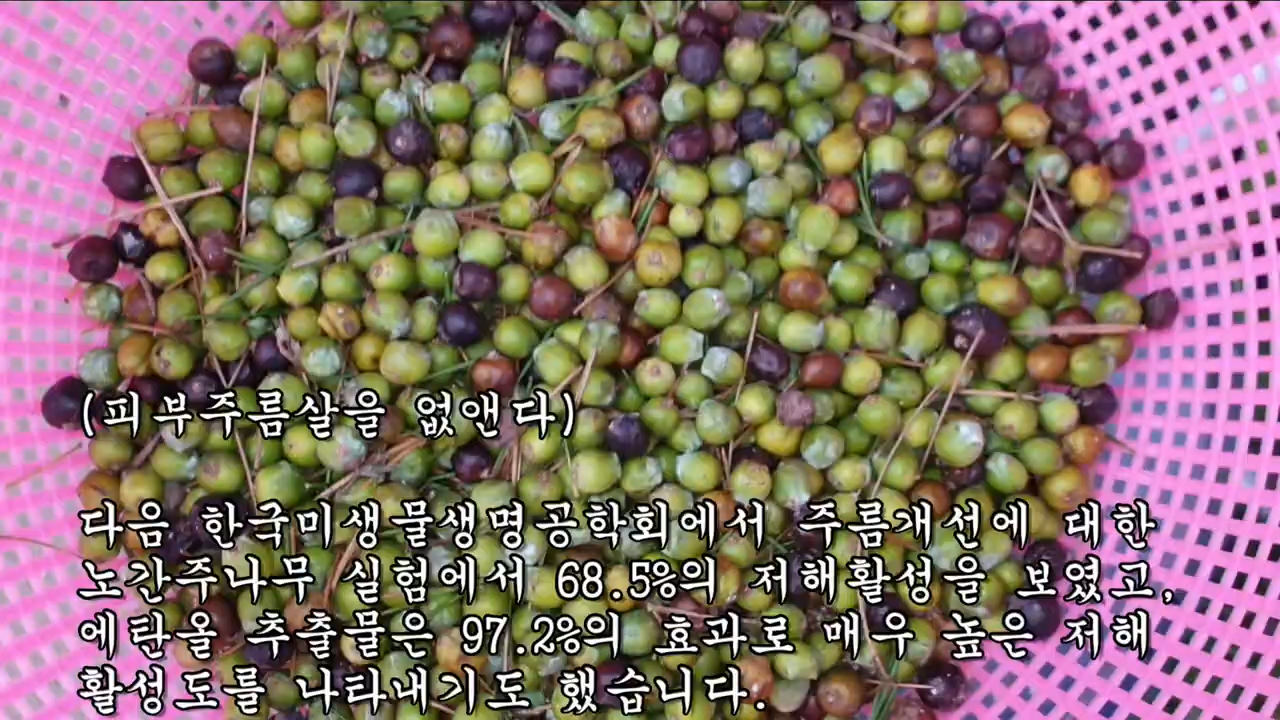 (피부주름살을 없앤다)
다음 한국미생물생명공학회에서 주름개선에 대한
노간주나무 실험에서 68.5%의 저해활성을 보였고,
에탄올 추출물은 97.2%의 효과로 매우 높은 저해
활성도를 나타내기도 했습니다.